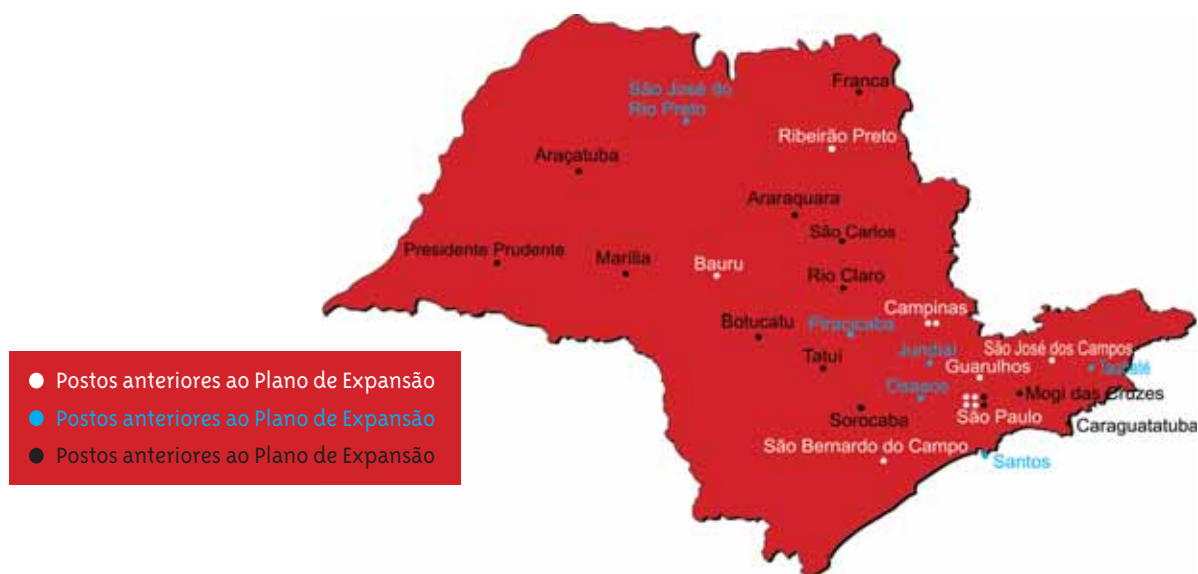 São José do
Rio Preto
Franca
Ribeirão Preto
Araçatuba
Araraquara
São Carlos
Presidente Prudente
Marília
Bauru
Rio Claro
Campinas
Botucatu
Piracicaba
Tatuí
Jundiaí
São José dos Campos
Guarulhos
Taubaté
Osasco
Mogi das Cruzes
Sorocaba
São Paulo
Caraguatatuba
São Bernardo do Campo
Santos
Postos anteriores ao Plano de Expansão
Postos anteriores ao Plano de Expansão
Postos anteriores ao Plano de Expansão